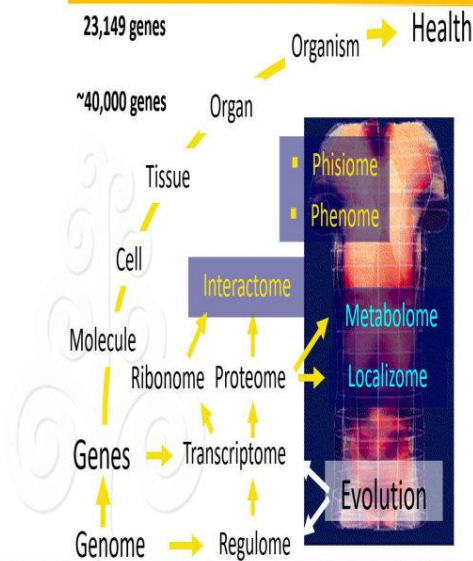 23,149 genes
Organism
Health
~40,000 genes
Organ
Tissue
▪ Phisiome
▪ Phenome
Cell
Interactome
Metabolome
Molecule
Ribonome Proteome
Localizome
Genes
Transcriptome
Evolution
Genome
Regulome